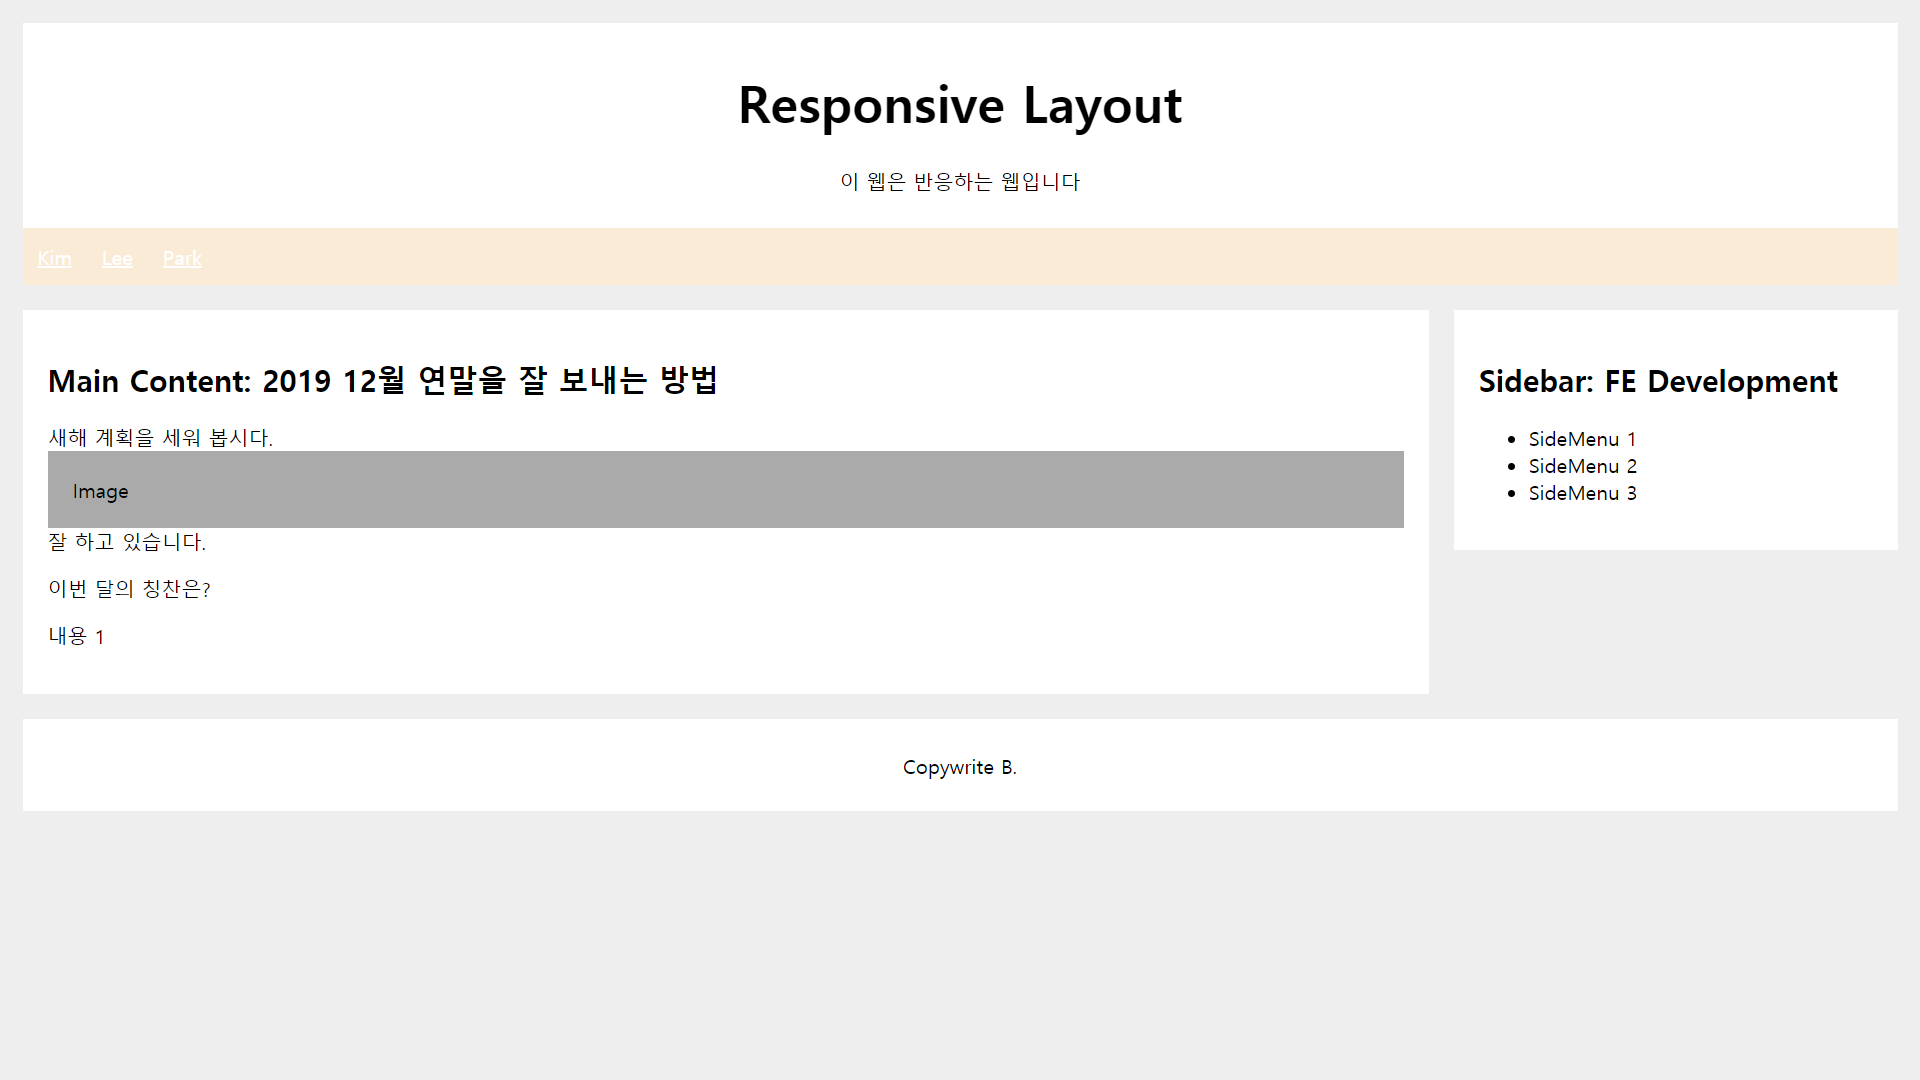 Responsive Layout
이 웹은 반응하는 웹입니다
Kim Lee Park
Main Content: 2019 12월 연말을 잘 보내는 방법
새해 계획을 세워 봅시다.
Image
잘 하고 있습니다.
이번 달의 칭찬은?
내용 1
Sidebar: FE Development
SideMenu 1
SideMenu 2
SideMenu 3
Copywrite B.